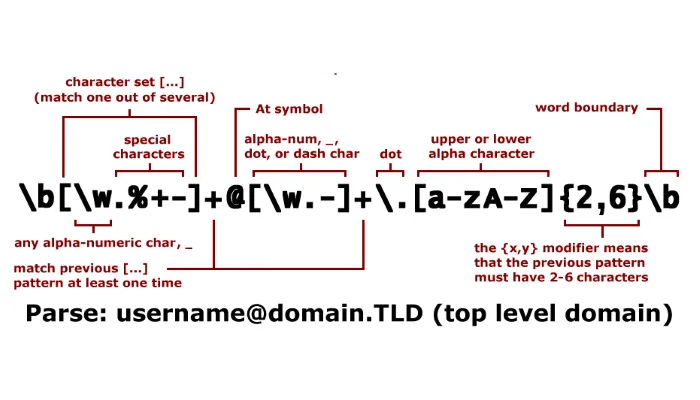 character set [...]
(match one out of several)
At symbol
word boundary
special
characters
alpha-num, _,
dot, or dash char
dot
upper or lower
alpha character
\b[\w.%+-]+@[\w.-]+\.[a-zA-Z]{2,6}\b
any alpha-numeric char, _
match previous [...]
pattern at least one time
the {x,y} modifier means
that the previous pattern
must have 2-6 characters
Parse: username@domain.TLD (top level domain)